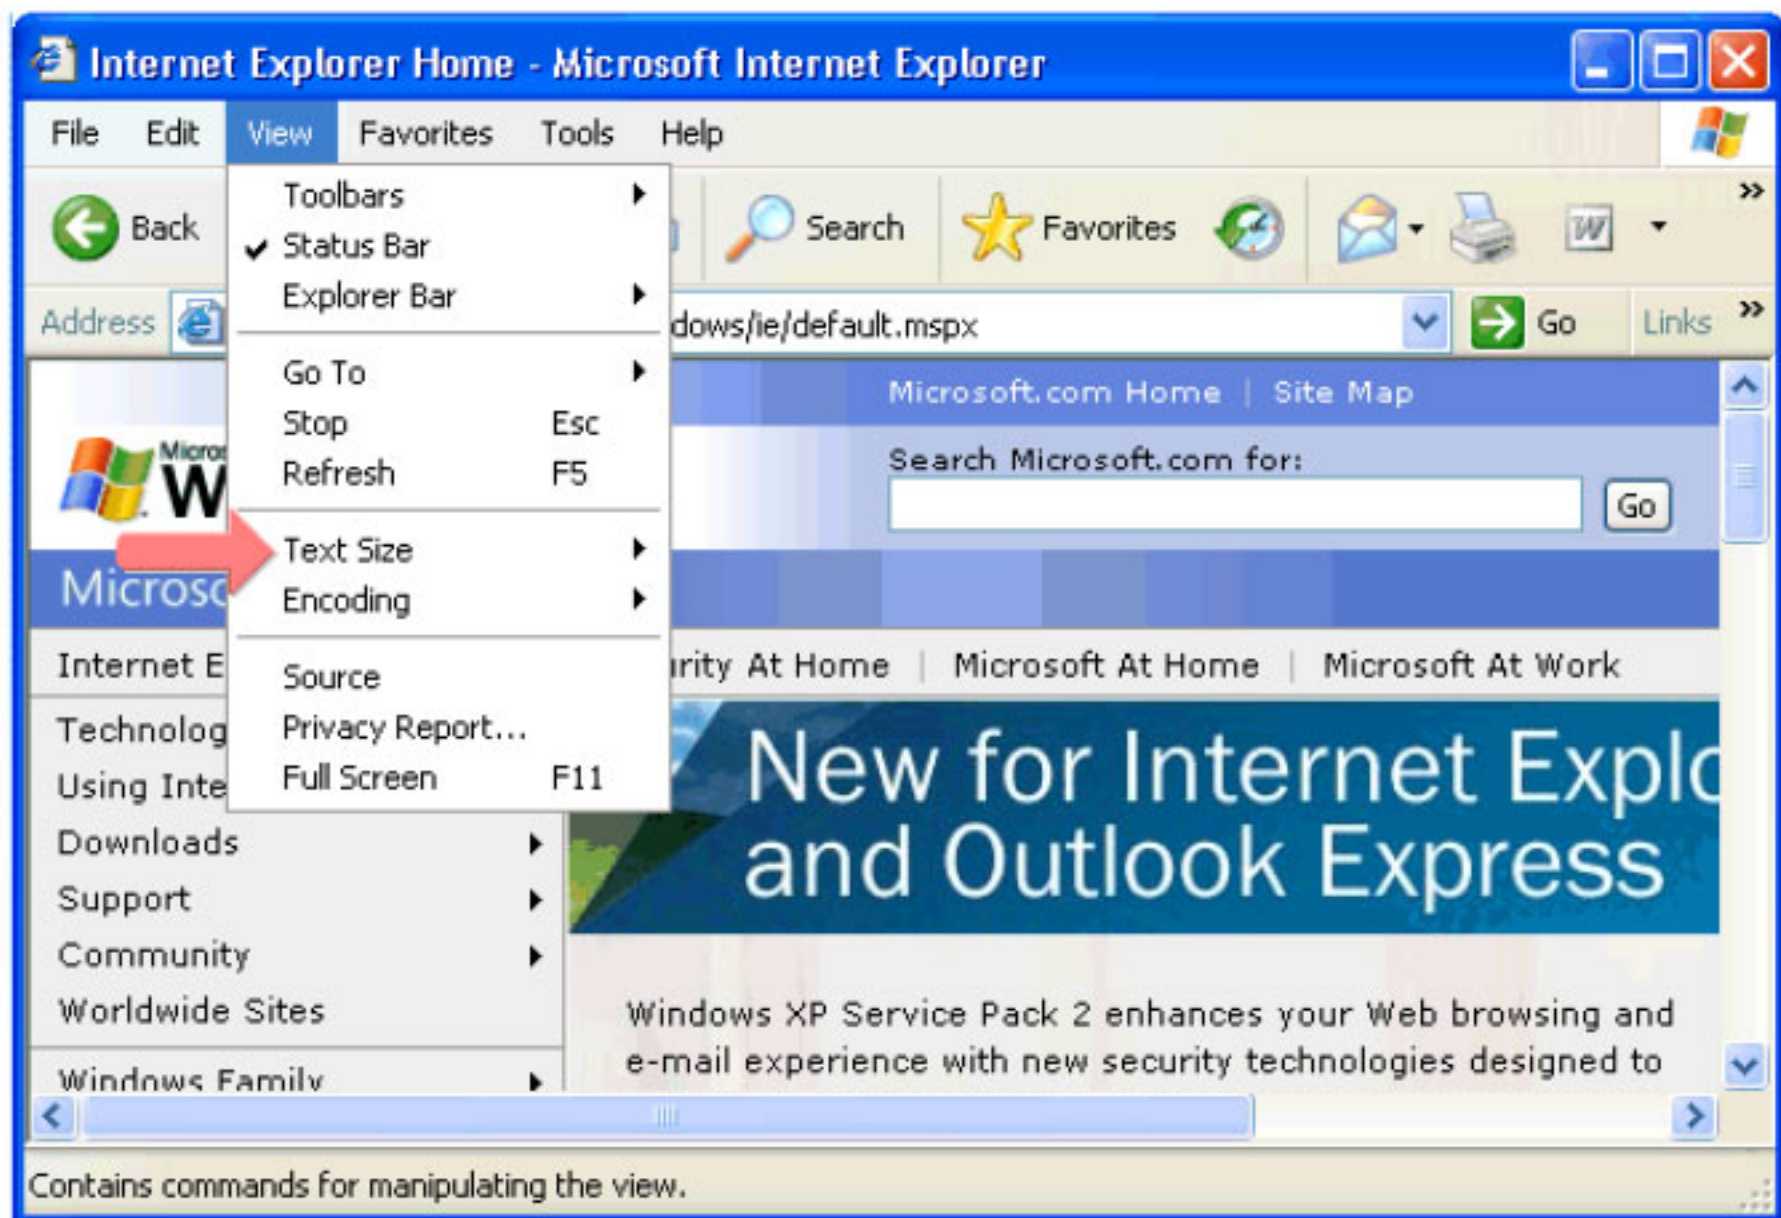 Internet Explorer Home - Microsoft Internet Explorer
File Edit View Favorites Tools Help
Back Search Favorites W
Address dows/ie/default.mspx Go Links
Toolbars
Status Bar
Explorer Bar
Go To
Stop Esc
Refresh F5
Text Size
Encoding
Source
Privacy Report...
Full Screen F11
Microsoft.com Home | Site Map
Search Microsoft.com for:
Go
Internet E
urity At Home | Microsoft At Home | Microsoft At Work
Technolog
Using Inte
Downloads
Support
Community
Worldwide Sites
Windows Family
New for Internet Explo
and Outlook Express
Windows XP Service Pack 2 enhances your Web browsing and
e-mail experience with new security technologies designed to
Contains commands for manipulating the view.